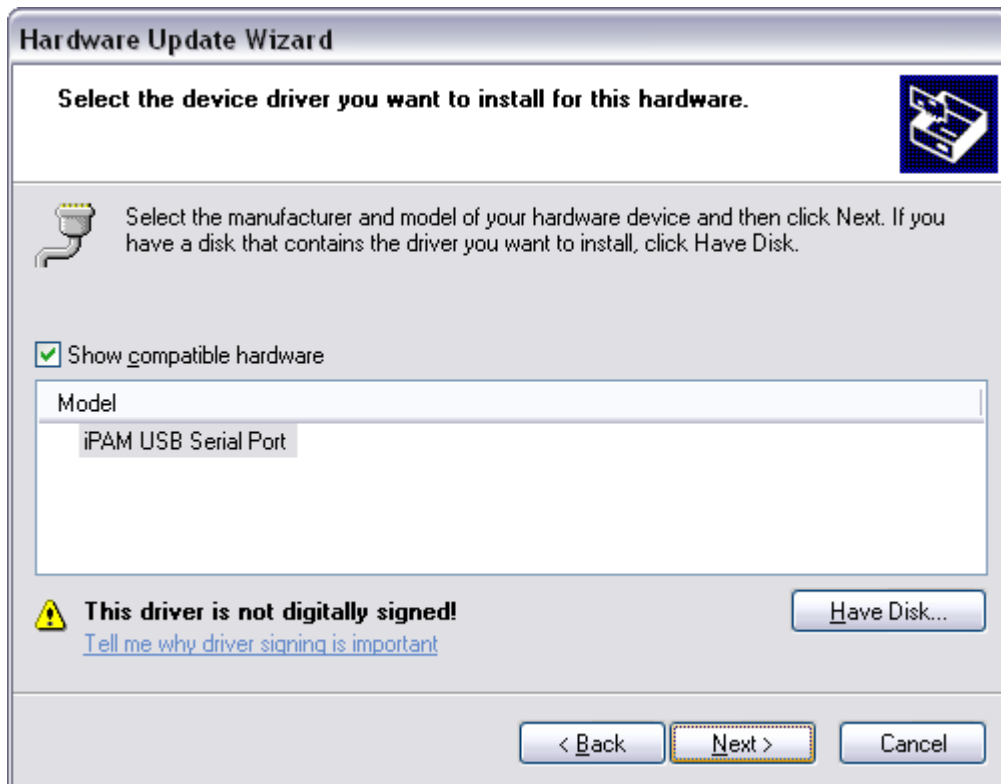 Hardware Update Wizard
Select the device driver you want to install for this hardware.
Select the manufacturer and model of your hardware device and then click Next. If you
have a disk that contains the driver you want to install, click Have Disk.
Show compatible hardware
Model
iPAM USB Serial Port
This driver is not digitally signed!
Have Disk...
Tell me why driver signing is important
< Back
Next >
Cancel